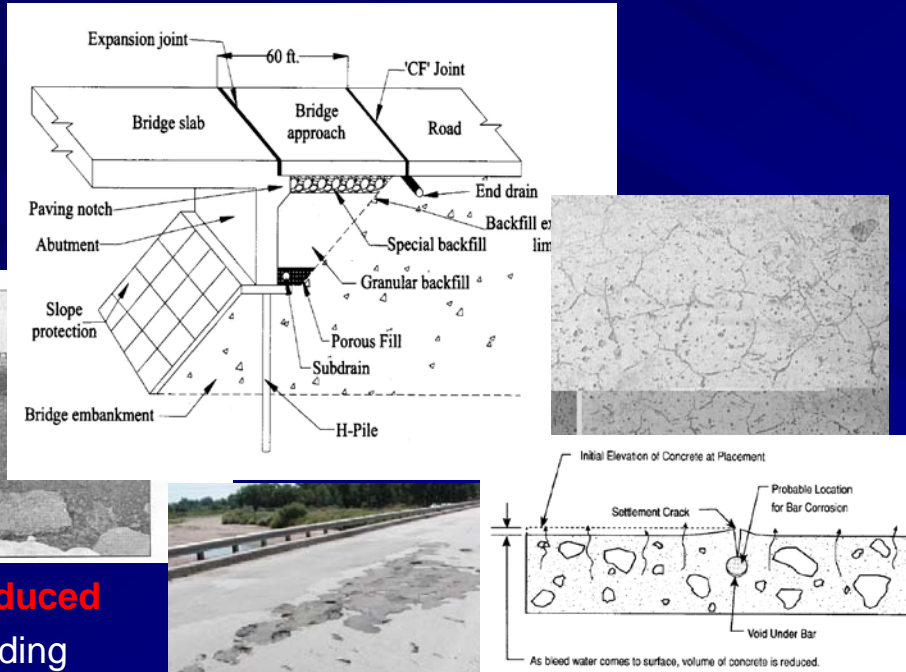 Expansion joint
60 ft.
'CF' Joint
Bridge slab
Bridge
approach
Road
End drain
Paving notch
Abutment
Special backfill
Backfill
Granular backfill
Slope
protection
Porous Fill
Subdrain
Bridge embankment
H-Pile
Initial Elevation of Concrete at Placement
Probable Location
for Bar Corrosion
Settlement Crack
Void Under Bar
As bleed water comes to surface, volume of concrete is reduced.
duced
ding